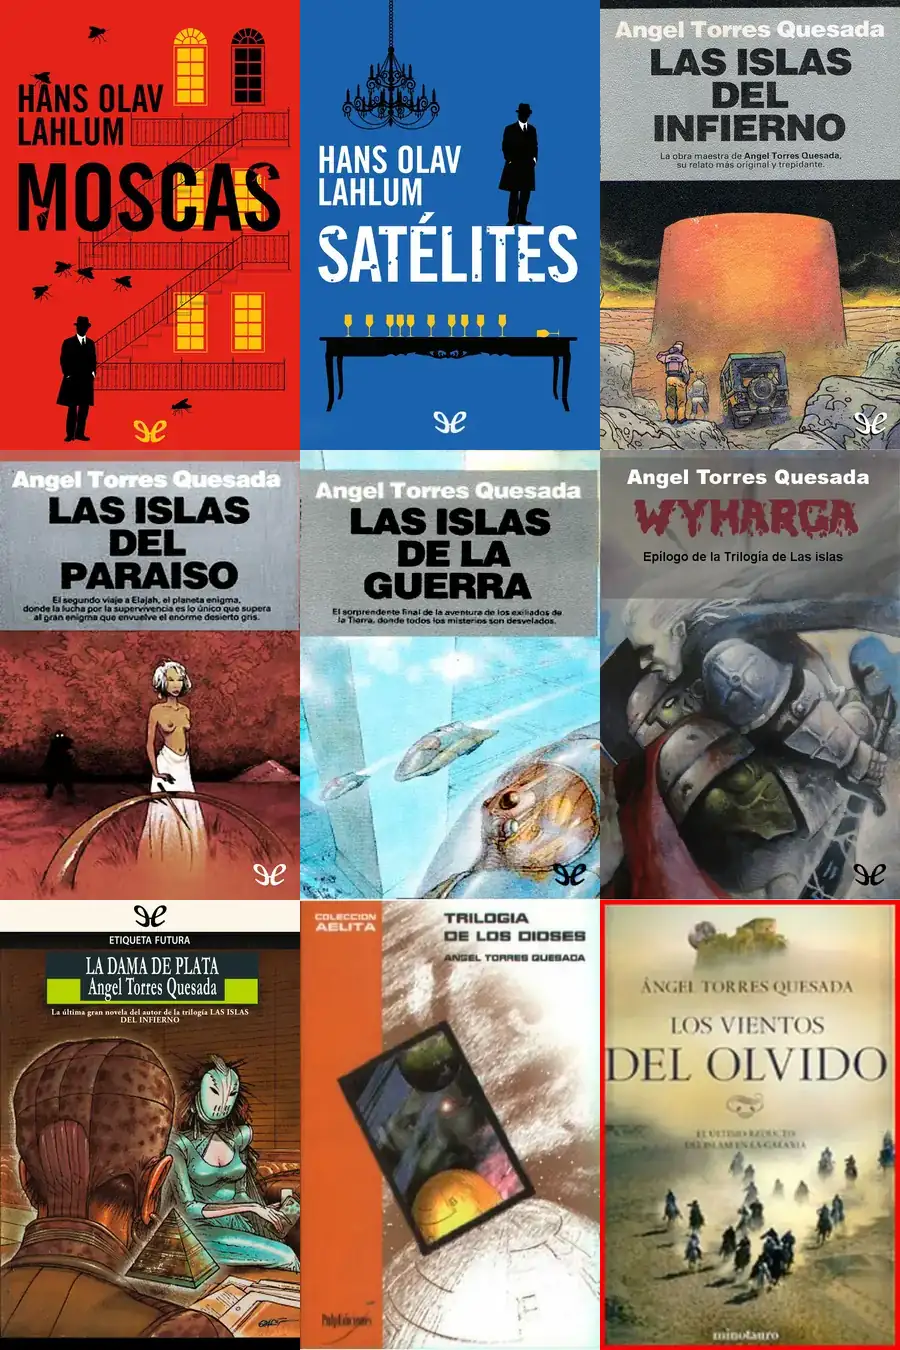 HANS OLAV
LAHLUM
MOSCAS
HANS OLAV
LAHLUM
SATÉLITES
Angel Torres Quesada
LAS ISLAS
DEL
INFIERNO
La obra maestra de Angel Torres Quesada,
su relato más original y trepidante.
Angel Torres Quesada
LAS ISLAS
DEL
PARAISO
El segundo viaje a Elajah, el planeta enigma,
donde la lucha por la supervivencia es lo único que supera
al gran enigma que envuelve el enorme desierto gris.
Angel Torres Quesada
LAS ISLAS
DE LA
GUERRA
El sorprendente final de la aventura de los exiliados de
la Tierra, donde todos los misterios son desvelados.
Angel Torres Quesada
WYHARGA
Epílogo de la Trilogía de Las islas
ETIQUETA FUTURA
LA DAMA DE PLATA
Angel Torres Quesada
La última gran novela del autor de la trilogía LAS ISLAS
DEL INFIERNO
COLECCION
AELITA
TRILOGIA
DE LOS DIOSES
ANGEL TORRES QUESADA
PulpEdiciones
ÁNGEL TORRES QUESADA
LOS VIENTOS
DEL OLVIDO
EL ÚLTIMO REDUCTO
DEL ISLAM EN LA GALAXIA
minotauro